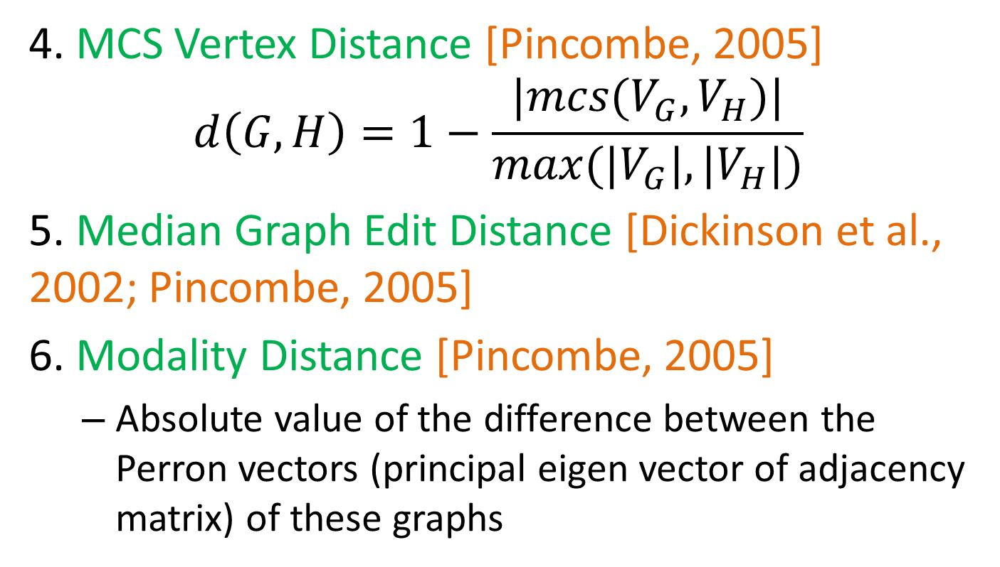 4. MCS Vertex Distance [Pincombe, 2005]
d(G, H) = 1 − |mcs(V_G, V_H)| / max(|V_G|, |V_H|)
5. Median Graph Edit Distance [Dickinson et al.,
2002; Pincombe, 2005]
6. Modality Distance [Pincombe, 2005]
– Absolute value of the difference between the
Perron vectors (principal eigen vector of adjacency
matrix) of these graphs